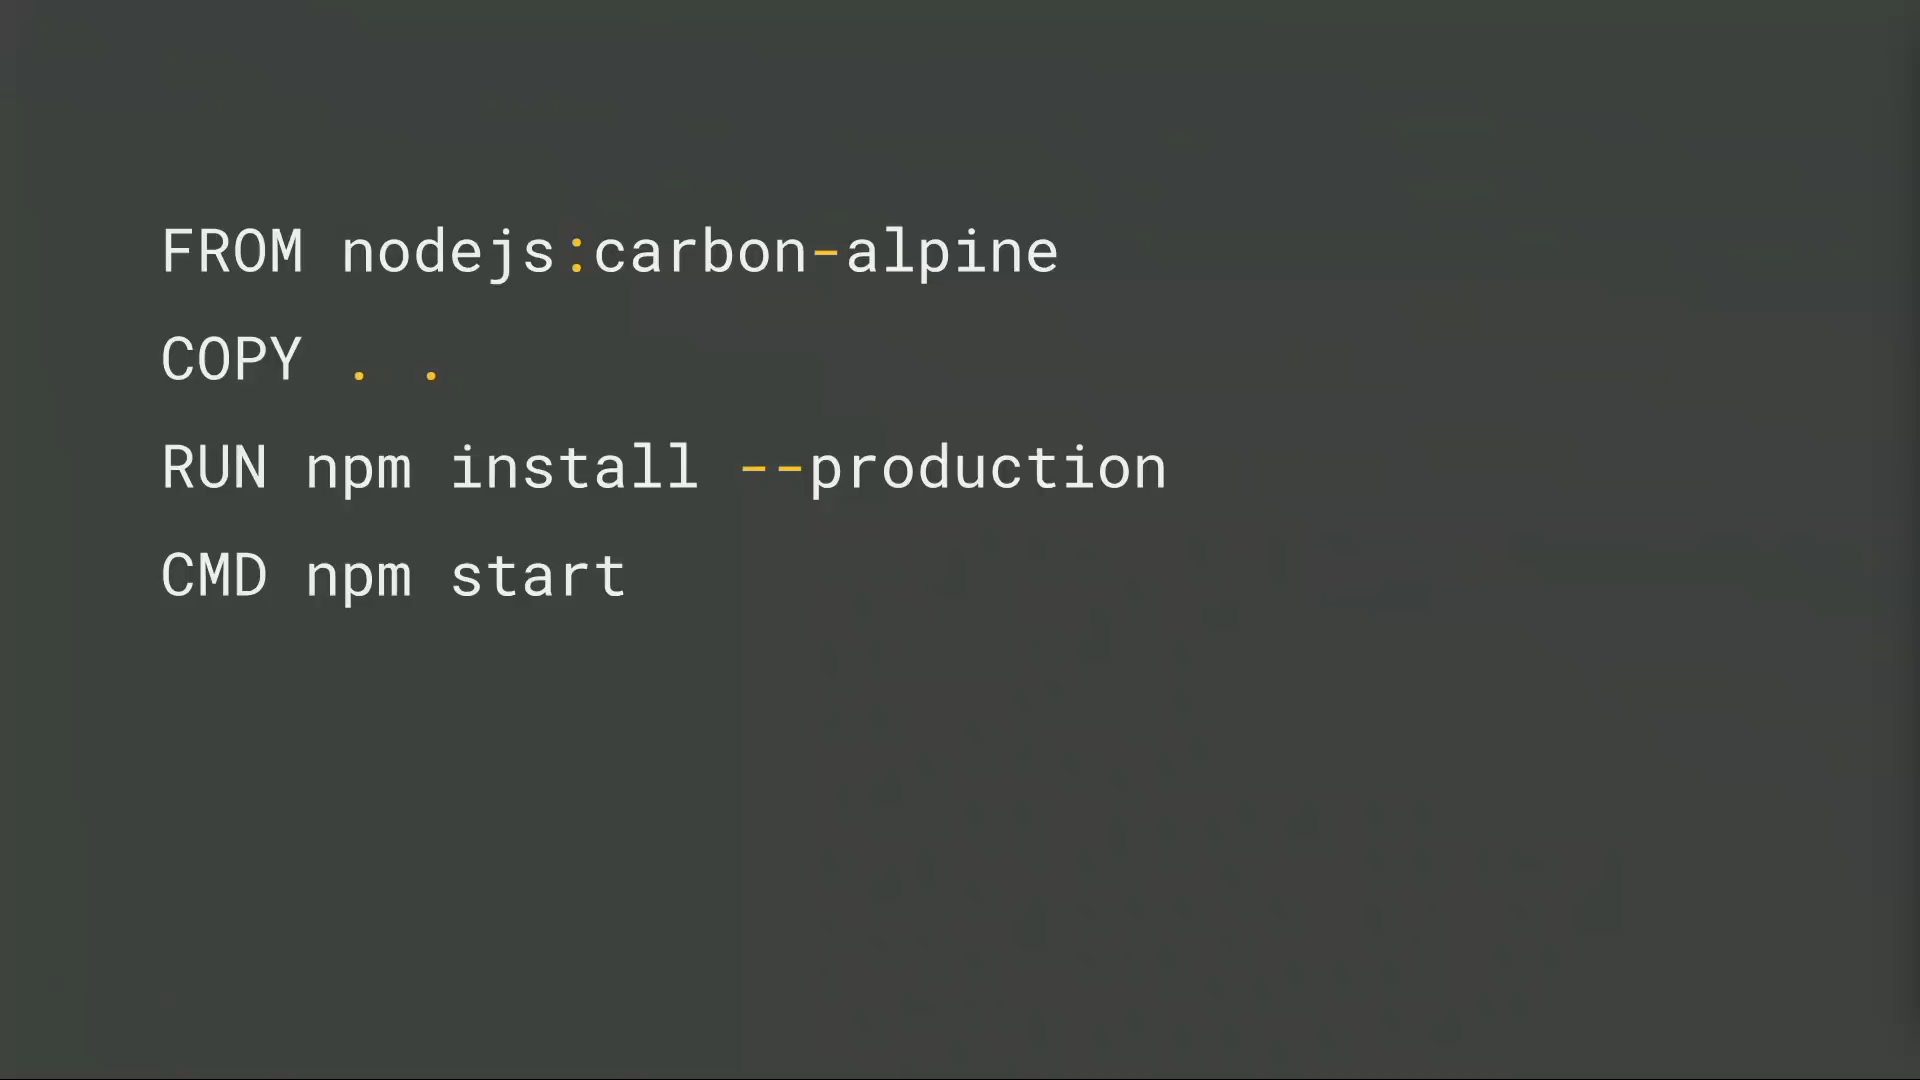 FROM nodejs:carbon-alpine
COPY . .
RUN npm install --production
CMD npm start